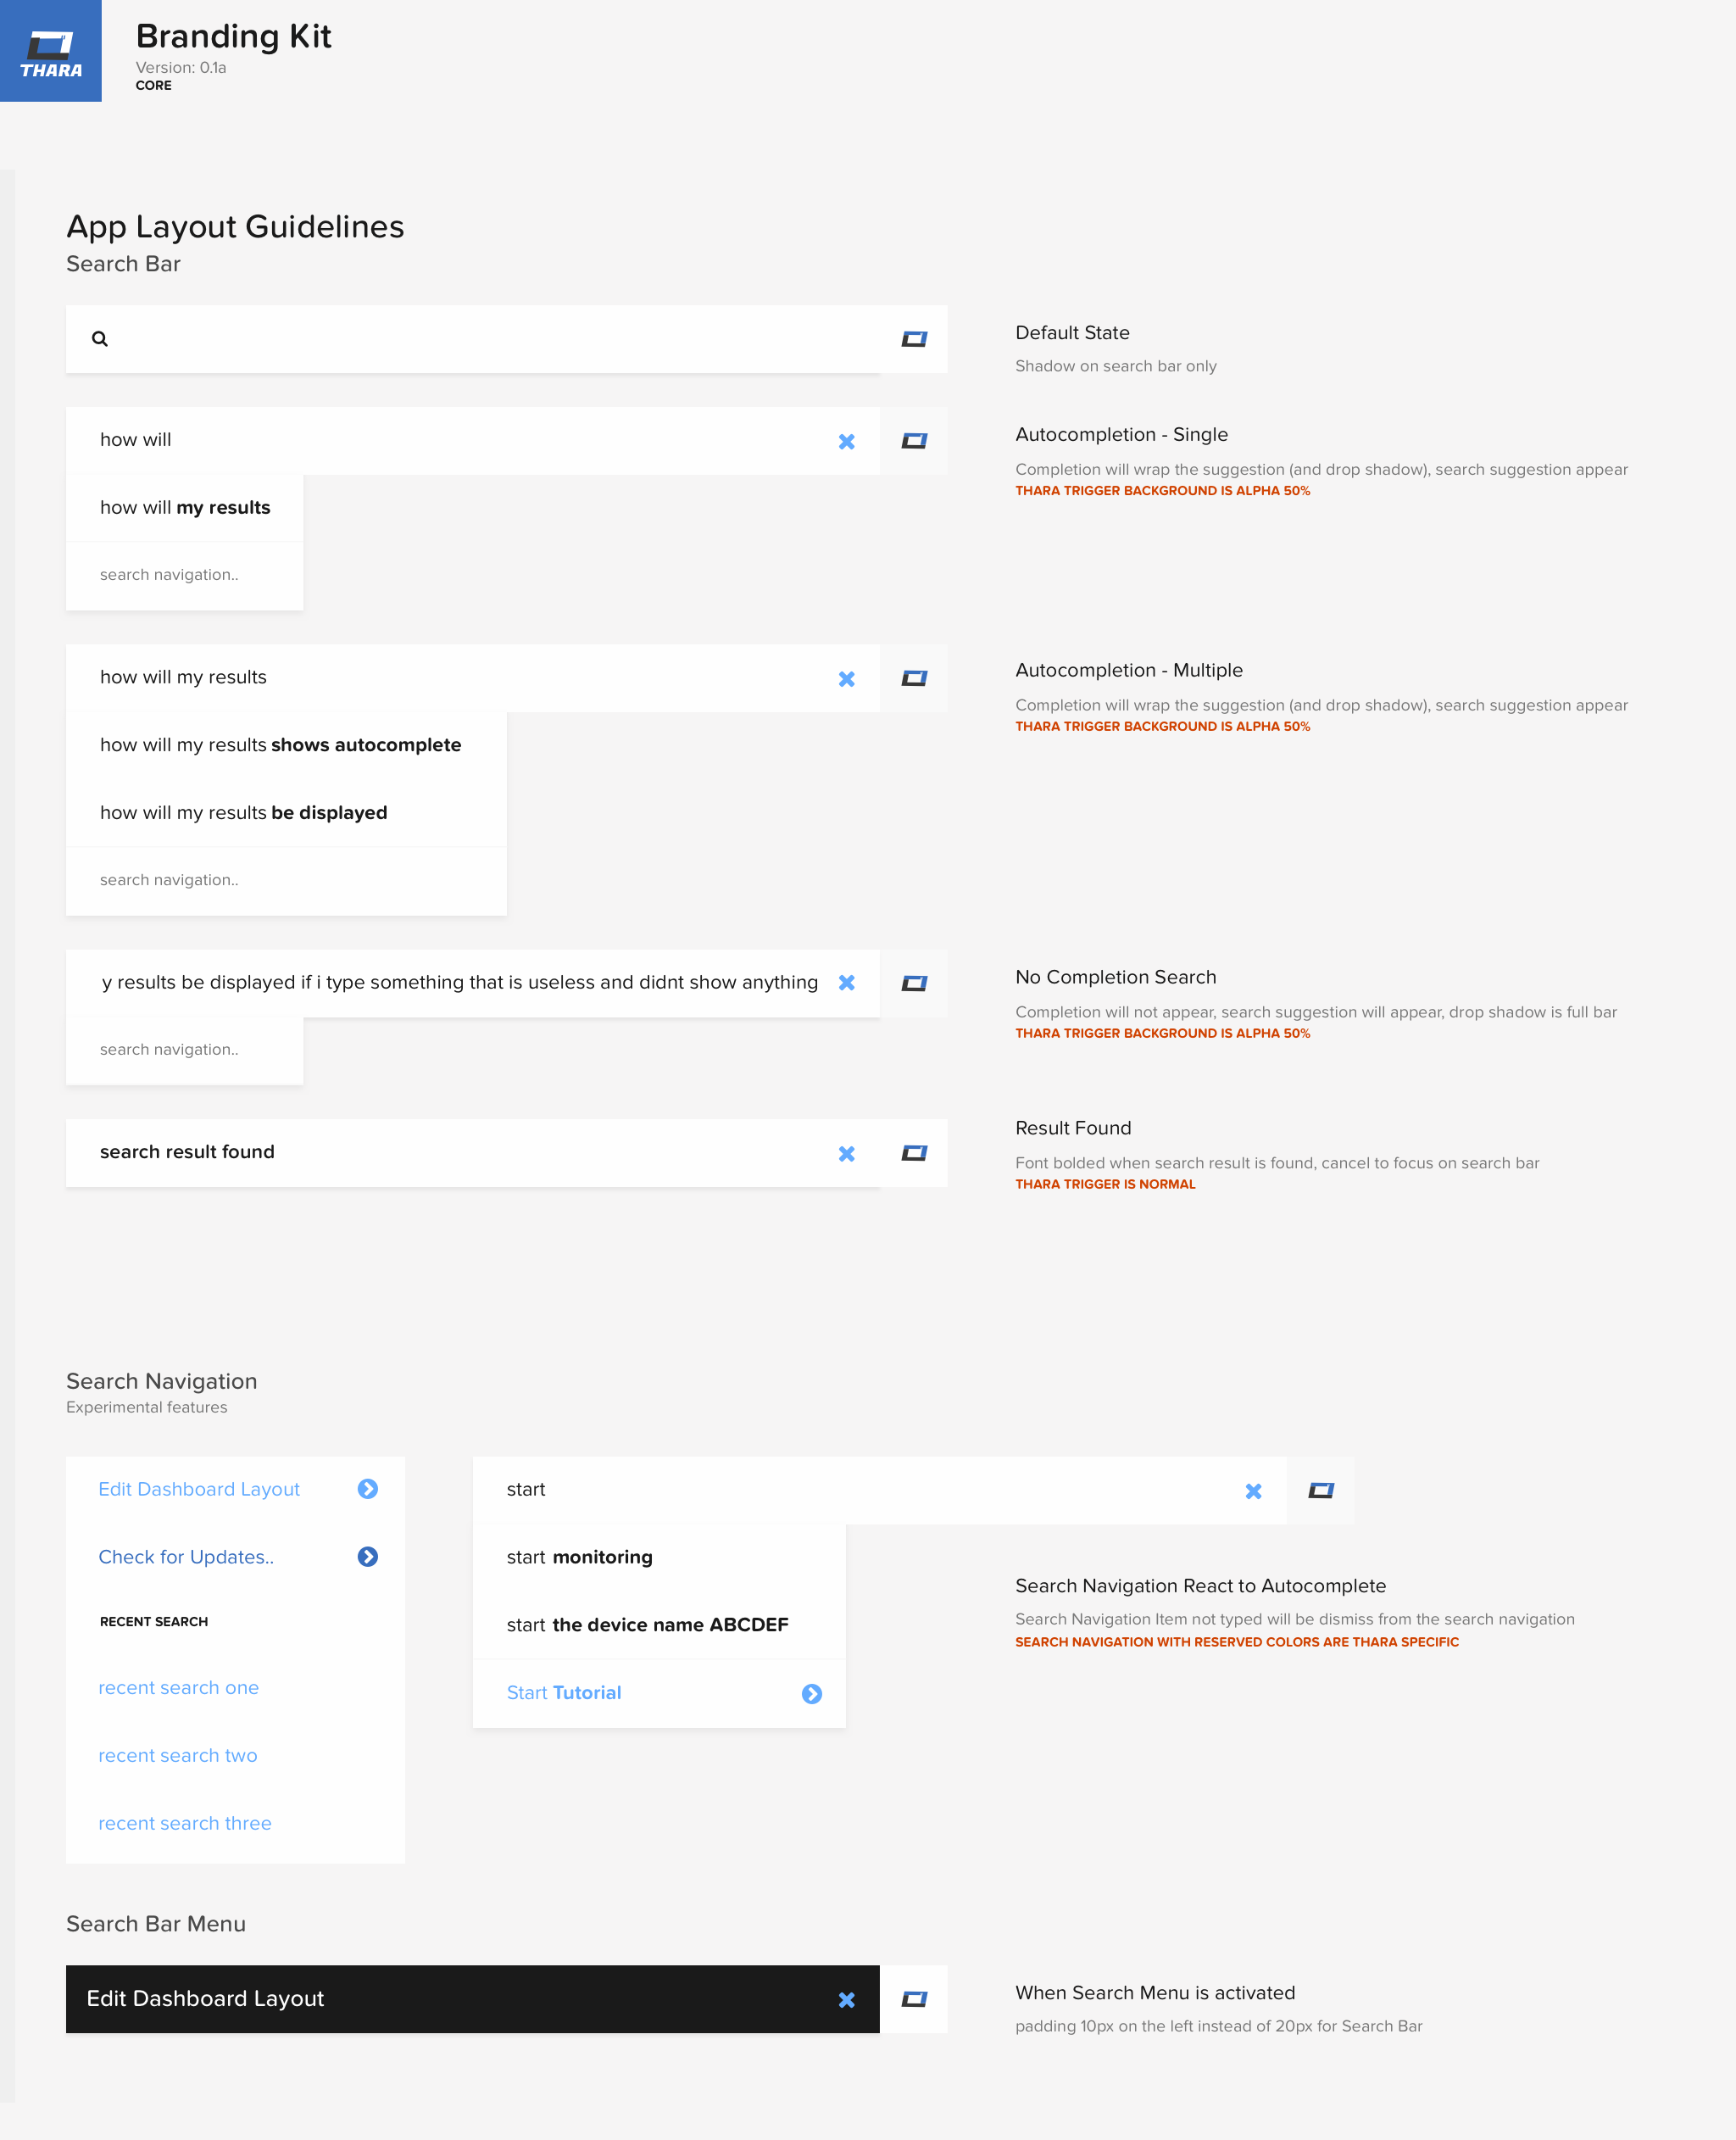 THARA
Branding Kit
Version: 0.1a
CORE
App Layout Guidelines
Search Bar
Default State
Shadow on search bar only
how will
how will my results
search navigation..
Autocompletion - Single
Completion will wrap the suggestion (and drop shadow), search suggestion appear
THARA TRIGGER BACKGROUND IS ALPHA 50%
how will my results
how will my results shows autocomplete
how will my results be displayed
search navigation..
Autocompletion - Multiple
Completion will wrap the suggestion (and drop shadow), search suggestion appear
THARA TRIGGER BACKGROUND IS ALPHA 50%
y results be displayed if i type something that is useless and didnt show anything
search navigation..
No Completion Search
Completion will not appear, search suggestion will appear, drop shadow is full bar
THARA TRIGGER BACKGROUND IS ALPHA 50%
search result found
Result Found
Font bolded when search result is found, cancel to focus on search bar
THARA TRIGGER IS NORMAL
Search Navigation
Experimental features
Edit Dashboard Layout
Check for Updates..
RECENT SEARCH
recent search one
recent search two
recent search three
start
start monitoring
start the device name ABCDEF
Start Tutorial
Search Navigation React to Autocomplete
Search Navigation Item not typed will be dismiss from the search navigation
SEARCH NAVIGATION WITH RESERVED COLORS ARE THARA SPECIFIC
Search Bar Menu
Edit Dashboard Layout
When Search Menu is activated
padding 10px on the left instead of 20px for Search Bar